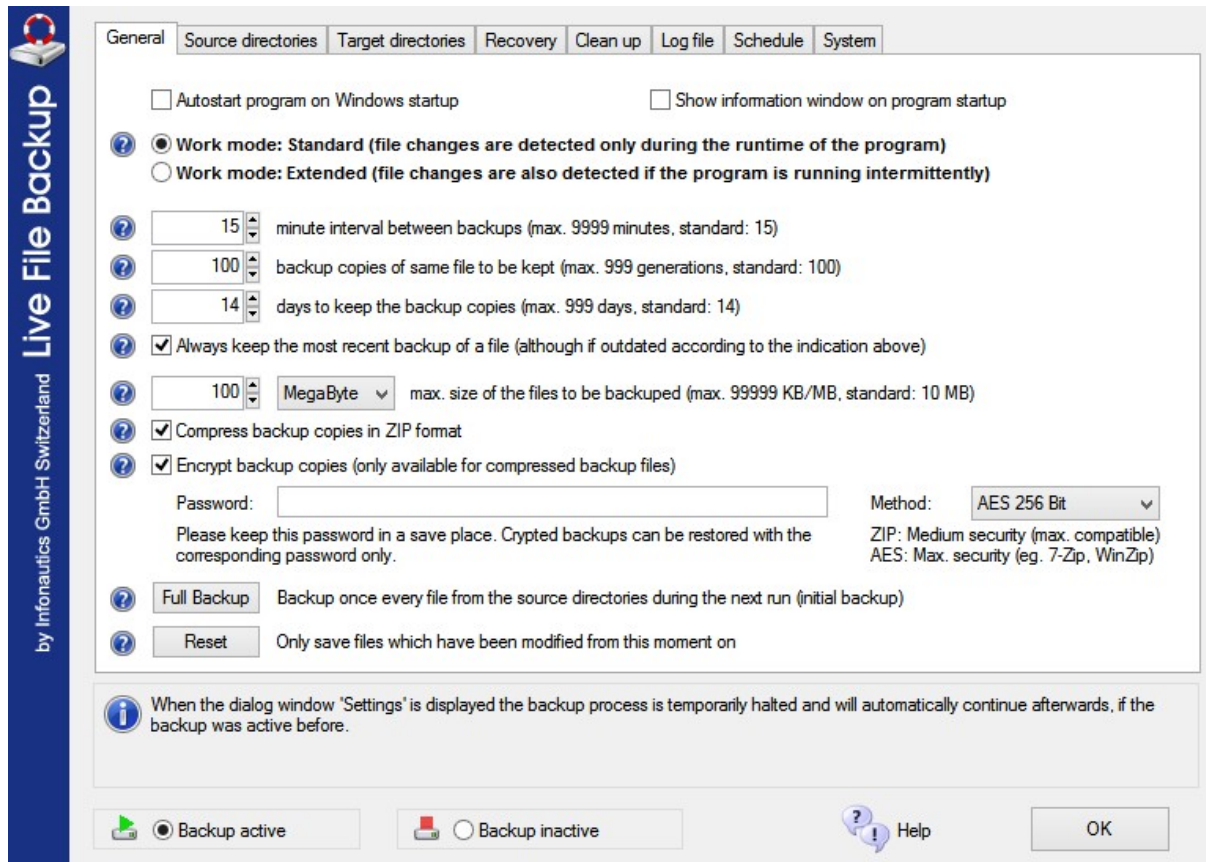 by Infonautics GmbH Switzerland Live File Backup
General Source directories Target directories Recovery Clean up Log file Schedule System
Autostart program on Windows startup Show information window on program startup
Work mode: Standard (file changes are detected only during the runtime of the program)
Work mode: Extended (file changes are also detected if the program is running intermittently)
15 minute interval between backups (max. 9999 minutes, standard: 15)
100 backup copies of same file to be kept (max. 999 generations, standard: 100)
14 days to keep the backup copies (max. 999 days, standard: 14)
Always keep the most recent backup of a file (although if outdated according to the indication above)
100 MegaByte max. size of the files to be backuped (max. 99999 KB/MB, standard: 10 MB)
Compress backup copies in ZIP format
Encrypt backup copies (only available for compressed backup files)
Password: Method: AES 256 Bit
Please keep this password in a save place. Crypted backups can be restored with the
corresponding password only.
ZIP: Medium security (max. compatible)
AES: Max. security (eg. 7-Zip, WinZip)
Full Backup Backup once every file from the source directories during the next run (initial backup)
Reset Only save files which have been modified from this moment on
When the dialog window 'Settings' is displayed the backup process is temporarily halted and will automatically continue afterwards, if the
backup was active before.
Backup active Backup inactive Help OK